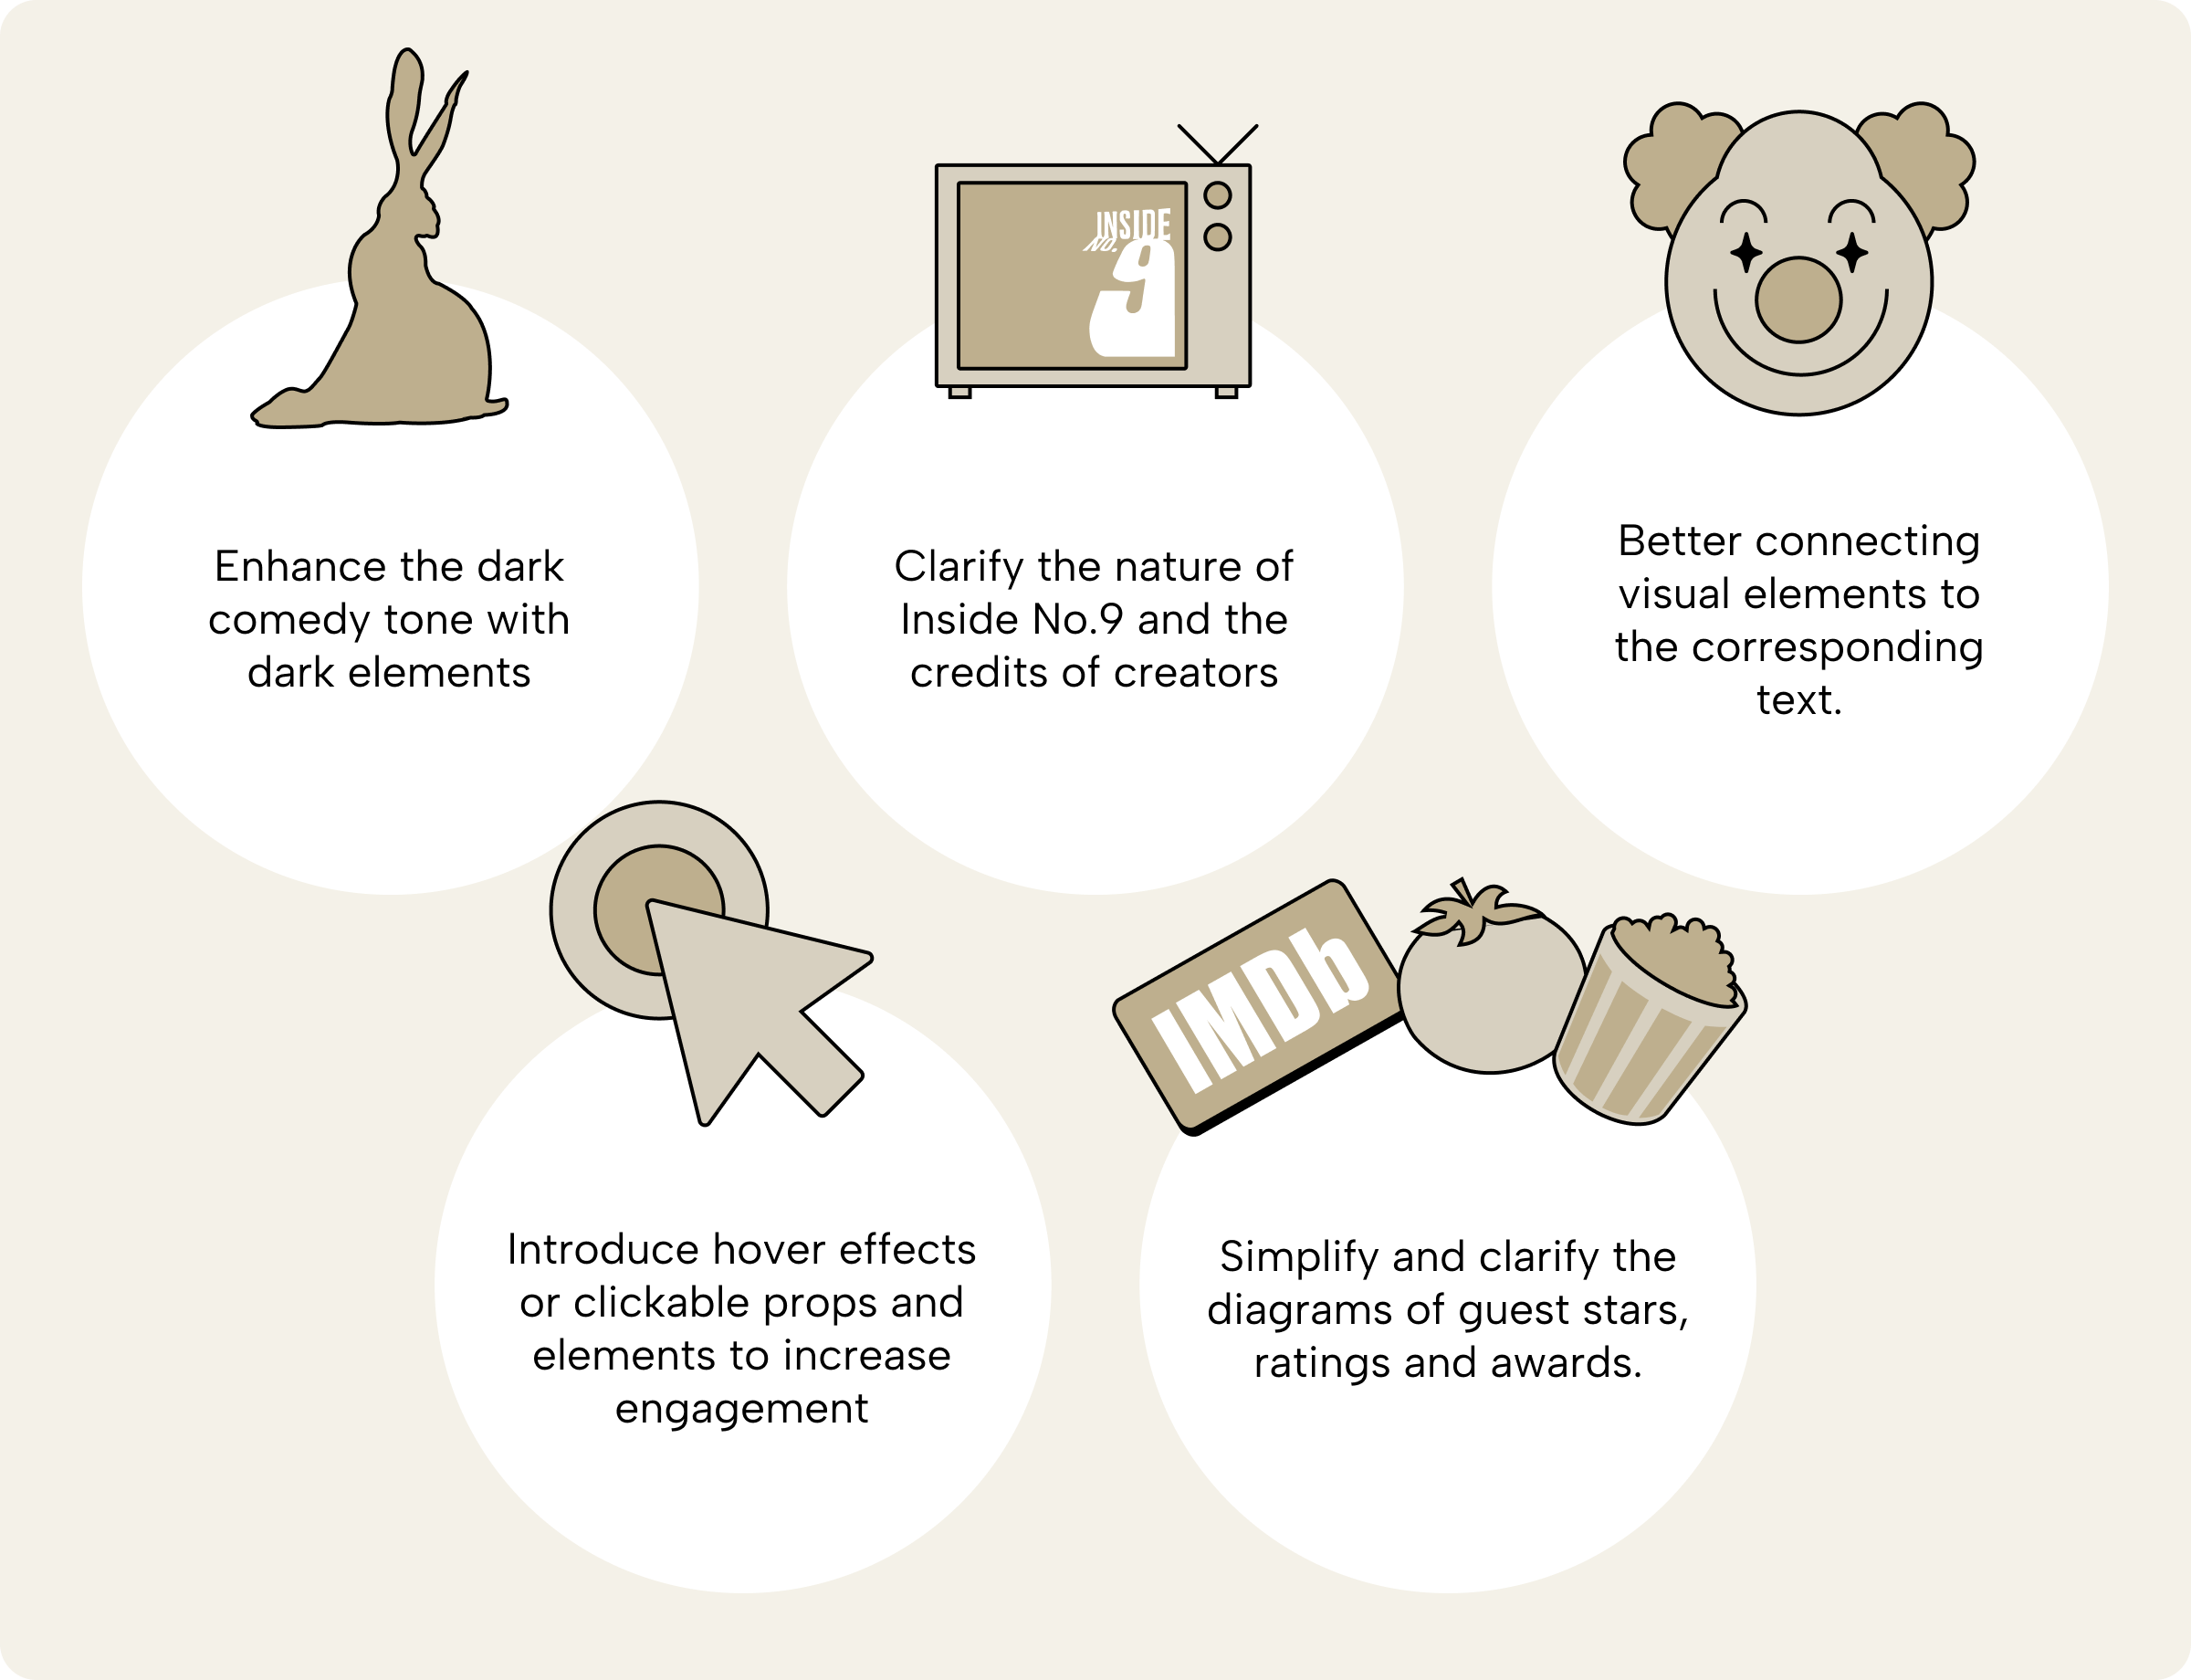 INSIDE
NO.
9
Enhance the dark
comedy tone with
dark elements
Clarify the nature of
Inside No.9 and the
credits of creators
Better connecting
visual elements to
the corresponding
text.
IMDb
Introduce hover effects
or clickable props and
elements to increase
engagement
Simplify and clarify the
diagrams of guest stars,
ratings and awards.